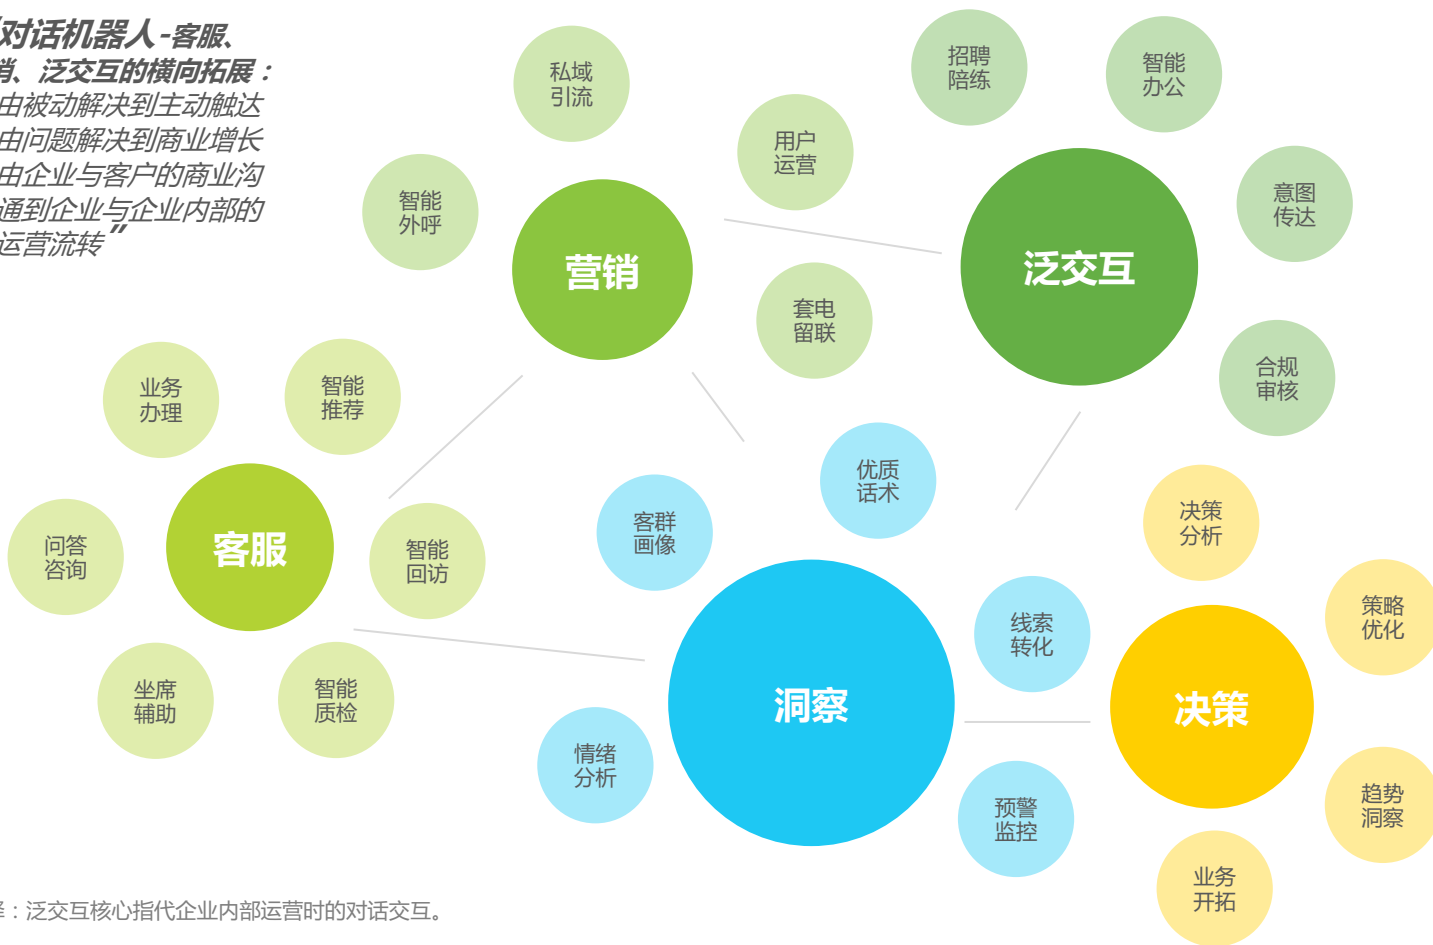 对话机器人-客服、
销、泛交互的横向拓展：
由被动解决到主动触达
由问题解决到商业增长
由企业与客户的商业沟
通到企业与企业内部的
运营流转”
私域
引流
智能
外呼
用户
运营
套电
留联
营销
招聘
陪练
智能
办公
意图
传达
合规
审核
泛交互
业务
办理
智能
推荐
问答
咨询
智能
回访
坐席
辅助
智能
质检
客服
客群
画像
优质
话术
线索
转化
情绪
分析
预警
监控
洞察
决策
分析
策略
优化
趋势
洞察
业务
开拓
决策
：泛交互核心指代企业内部运营时的对话交互。